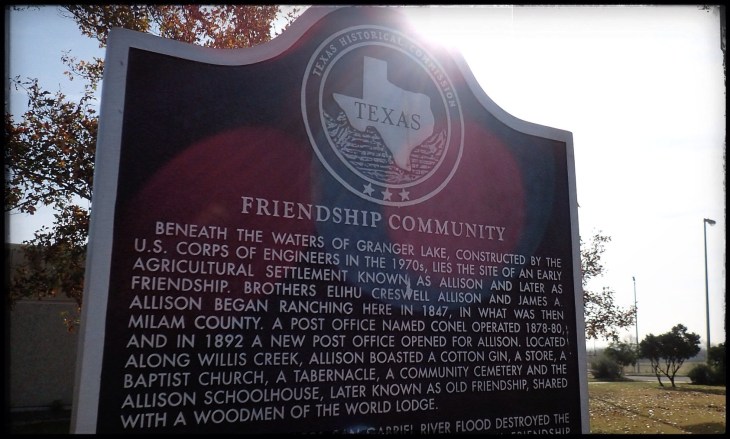 TEXAS HISTORICAL COMMISSION
TEXAS
FRIENDSHIP COMMUNITY
BENEATH THE WATERS OF GRANGER LAKE, CONSTRUCTED BY THE
U.S. CORPS OF ENGINEERS IN THE 1970s, LIES THE SITE OF AN EARLY
AGRICULTURAL SETTLEMENT KNOWN AS ALLISON AND LATER AS
FRIENDSHIP. BROTHERS ELIHU CRESWELL ALLISON AND JAMES A.
ALLISON BEGAN RANCHING HERE IN 1847, IN WHAT WAS THEN
MILAM COUNTY. A POST OFFICE NAMED CONEL OPERATED 1878-80,
AND IN 1892 A NEW POST OFFICE OPENED FOR ALLISON. LOCATED
ALONG WILLIS CREEK, ALLISON BOASTED A COTTON GIN, A STORE, A
BAPTIST CHURCH, A TABERNACLE, A COMMUNITY CEMETERY AND THE
ALLISON SCHOOLHOUSE, LATER KNOWN AS OLD FRIENDSHIP, SHARED
WITH A WOODMEN OF THE WORLD LODGE.
GABRIEL RIVER FLOOD DESTROYED THE
FRIENDSHIP